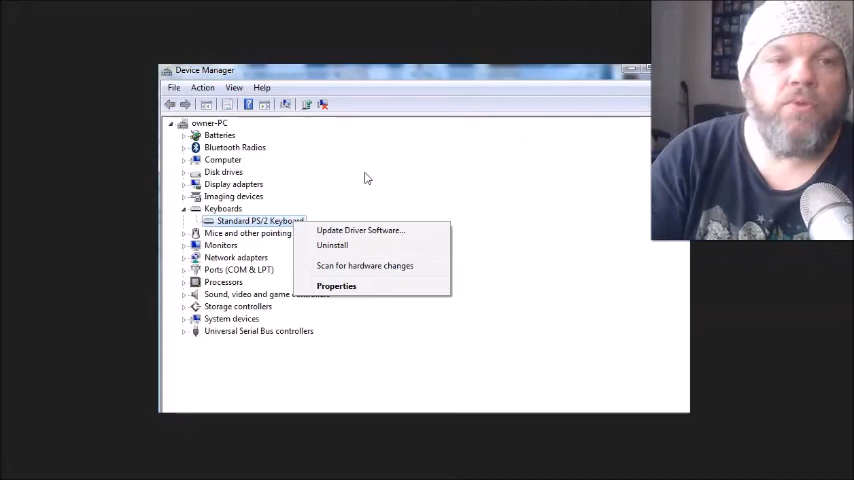 Device Manager
File Action View Help
owner-PC
Batteries
Bluetooth Radios
Computer
Disk drives
Display adapters
Imaging devices
Keyboards
Standard PS/2 Keyboard
Update Driver Software...
Mice and other pointing
Uninstall
Monitors
Network adapters
Scan for hardware changes
Ports (COM & LPT)
Processors
Properties
Sound, video and game
Storage controllers
System devices
Universal Serial Bus controllers